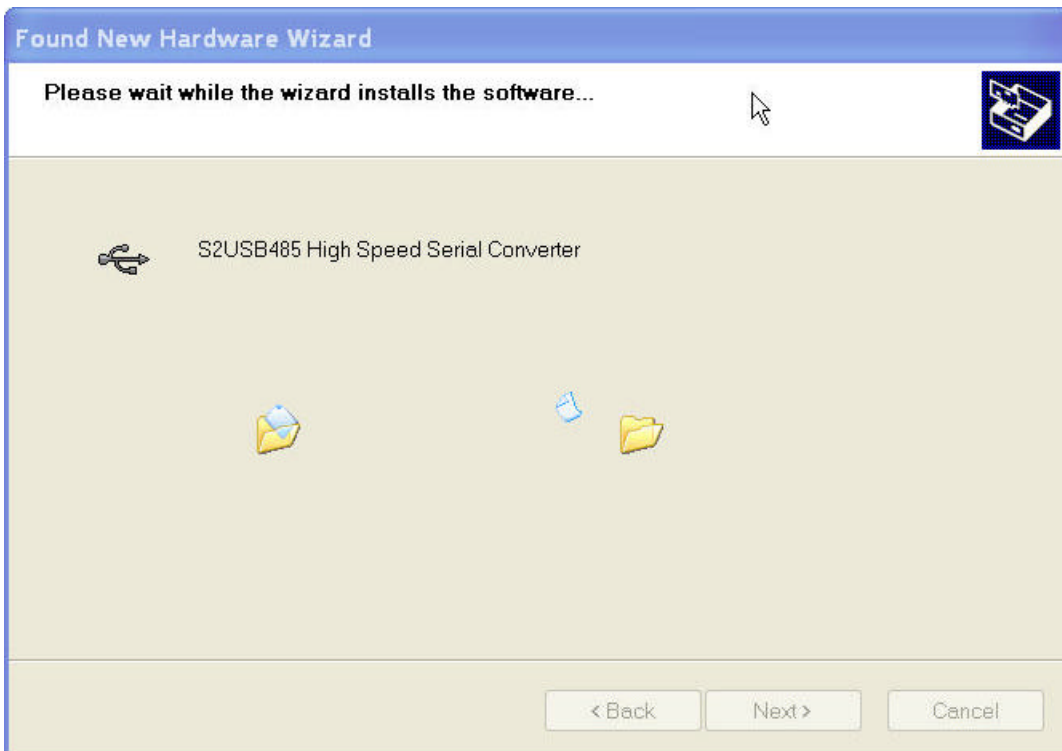 Found New Hardware Wizard
Please wait while the wizard installs the software...
S2USB485 High Speed Serial Converter
< Back
Next >
Cancel